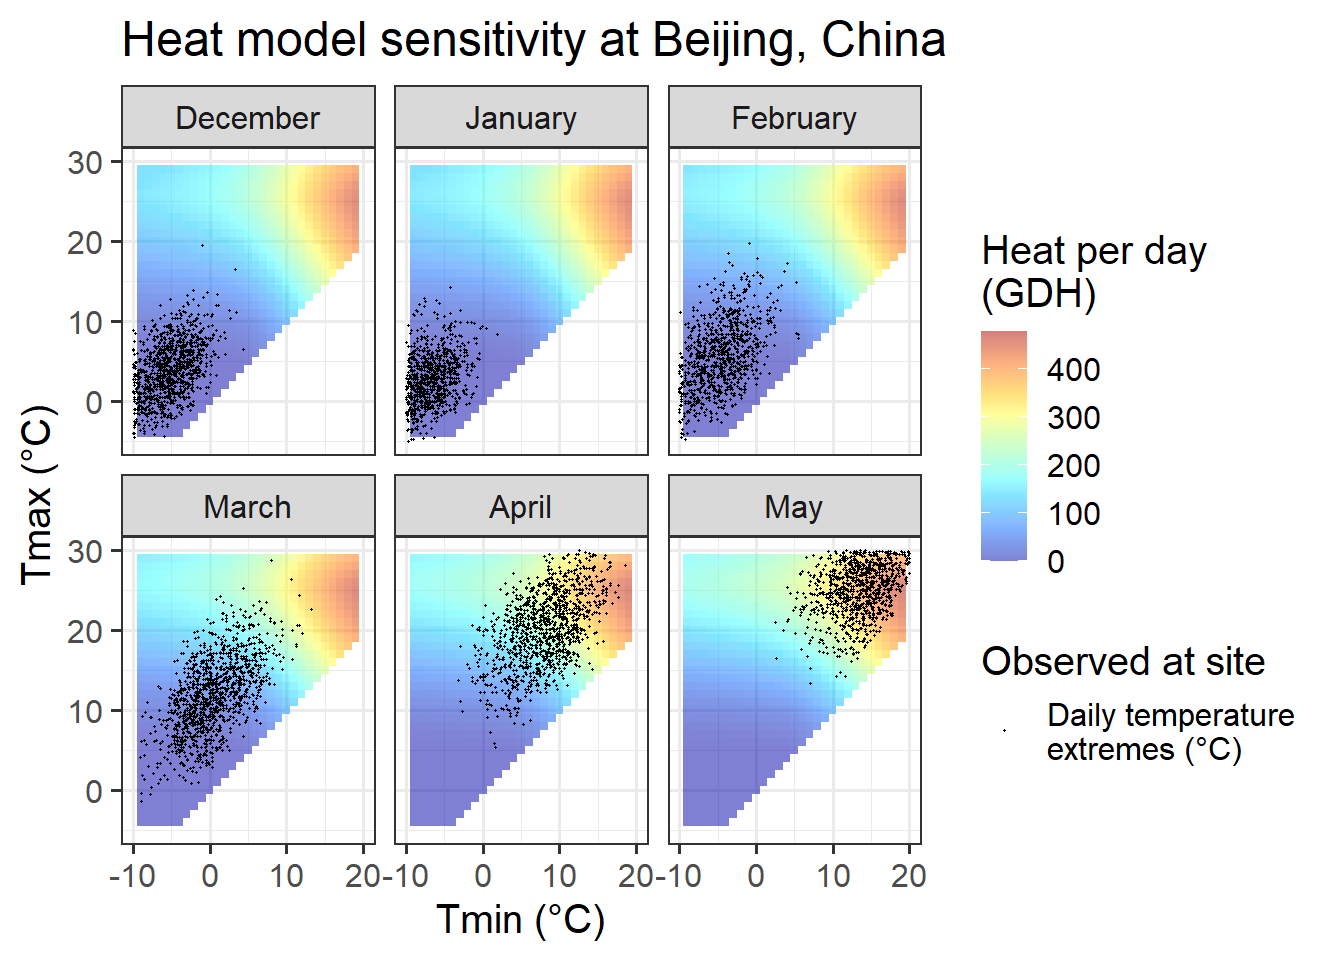 Heat model sensitivity at Beijing, China
December
January
February
30
20
10
0
March
April
May
30
20
10
0
-10
0
10
20
-10
0
10
20
-10
0
10
20
Tmin (°C)
Tmax (°C)
Heat per day
(GDH)
400
300
200
100
0
Observed at site
Daily temperature
extremes (°C)